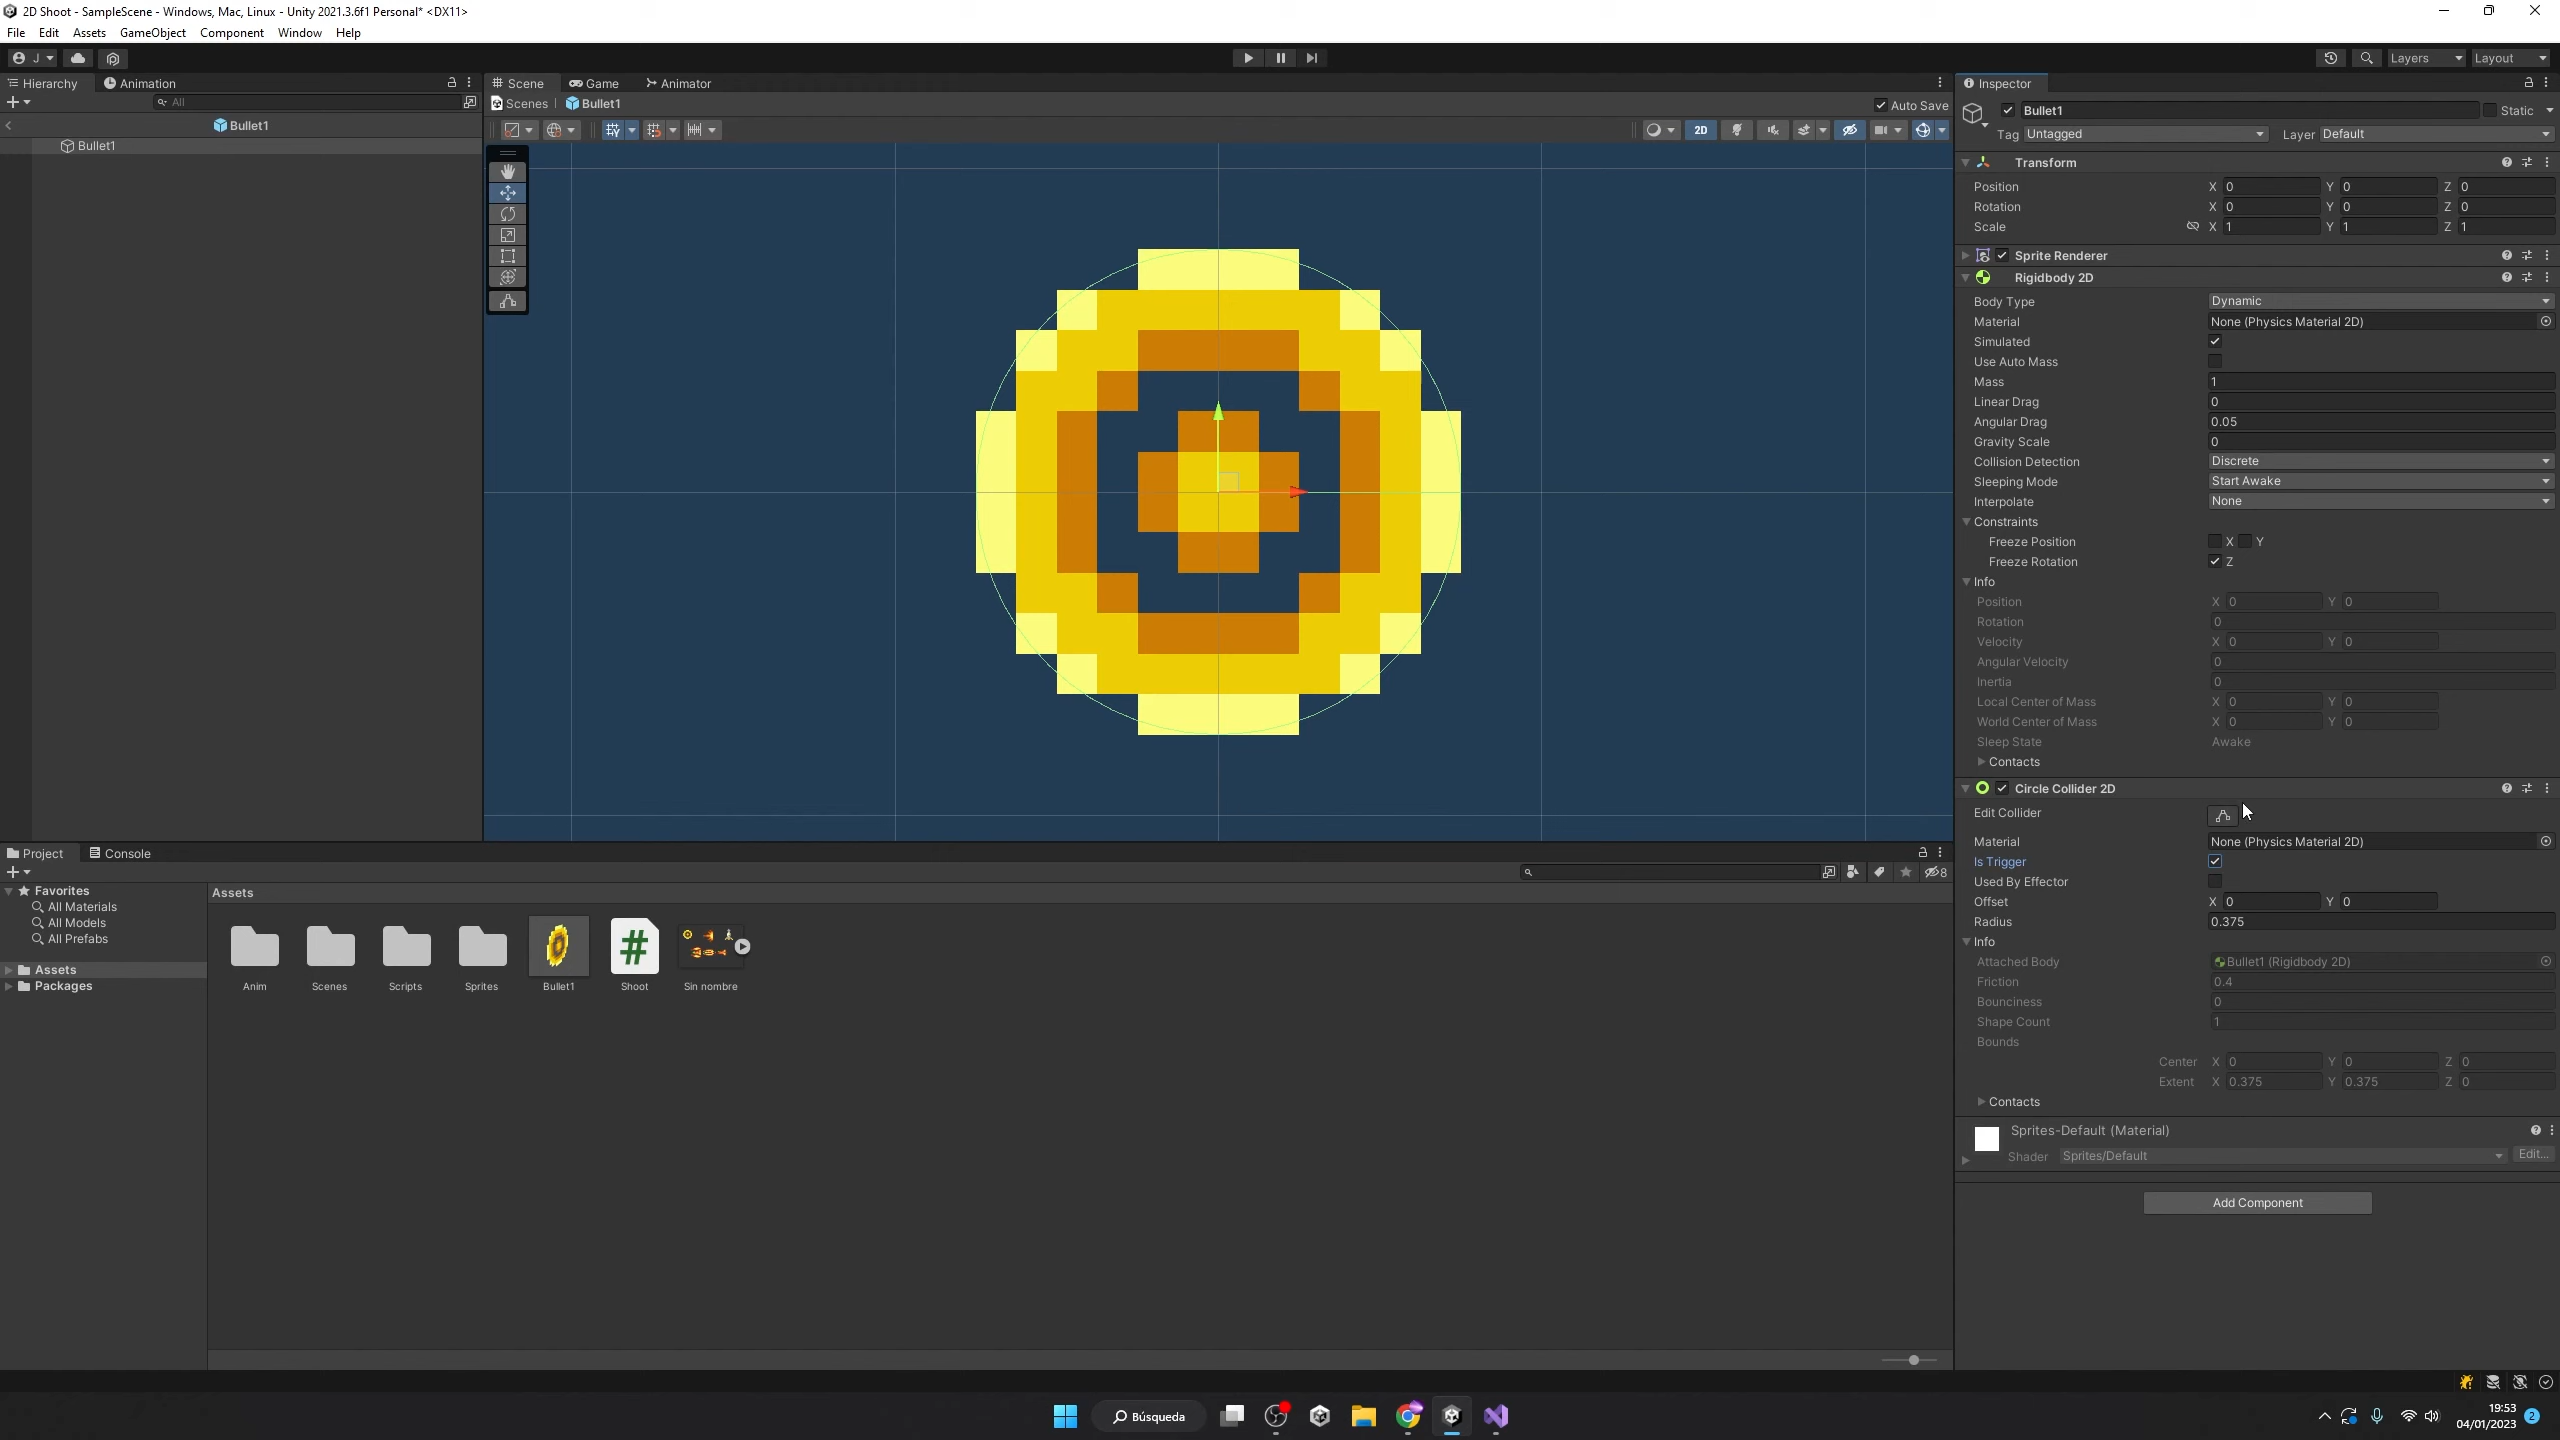 2D Shoot - SampleScene - Windows, Mac, Linux - Unity 2021.3.6f1 Personal* <DX11>
File Edit Assets GameObject Component Window Help
J Layers Layout
Hierarchy Animation Scene Game Animator Inspector
All Scenes Bullet1 Auto Save Bullet1 Static
Bullet1 2D Tag Untagged Layer Default
Bullet1
Transform
Position X 0 Y 0 Z 0
Rotation X 0 Y 0 Z 0
Scale X 1 Y 1 Z 1
Sprite Renderer
Rigidbody 2D
Body Type Dynamic
Material None (Physics Material 2D)
Simulated
Use Auto Mass
Mass 1
Linear Drag 0
Angular Drag 0.05
Gravity Scale 0
Collision Detection Discrete
Sleeping Mode Start Awake
Interpolate None
Constraints
Freeze Position X Y
Freeze Rotation Z
Info
Position X 0 Y 0
Rotation 0
Velocity X 0 Y 0
Angular Velocity 0
Inertia 0
Local Center of Mass X 0 Y 0
World Center of Mass X 0 Y 0
Sleep State Awake
Contacts
Circle Collider 2D
Edit Collider
Material None (Physics Material 2D)
Is Trigger
Used By Effector
Offset X 0 Y 0
Radius 0.375
Info
Attached Body Bullet1 (Rigidbody 2D)
Friction 0.4
Bounciness 0
Shape Count 1
Bounds
Center X 0 Y 0 Z 0
Extent X 0.375 Y 0.375 Z 0
Contacts
Sprites-Default (Material)
Shader Sprites/Default Edit...
Add Component
Project Console
8
Favorites
All Materials
All Models
All Prefabs
Assets
Packages
Assets
Anim Scenes Scripts Sprites Bullet1 Shoot Sin nombre
Búsqueda
19:53
04/01/2023
2